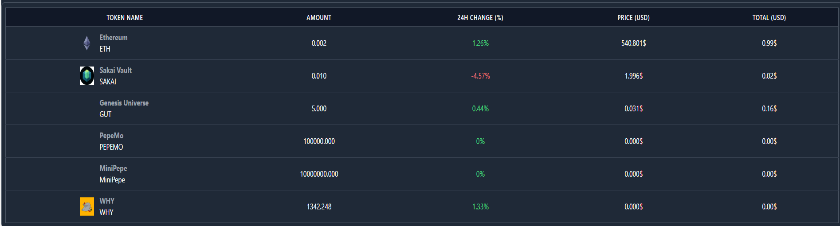 TOKEN NAME AMOUNT 24H CHANGE (%) PRICE (USD) TOTAL (USD)
Ethereum
ETH 0.002 1.26% 540.801$ 0.99$
Sakai Vault
SAKAI 0.010 -4.57% 1.996$ 0.02$
Genesis Universe
GUT 5.000 0.44% 0.031$ 0.16$
PepeMo
PEPEMO 100000.000 0% 0.000$ 0.00$
MiniPepe
MiniPepe 10000000.000 0% 0.000$ 0.00$
WHY
WHY 1342.248 1.33% 0.000$ 0.00$